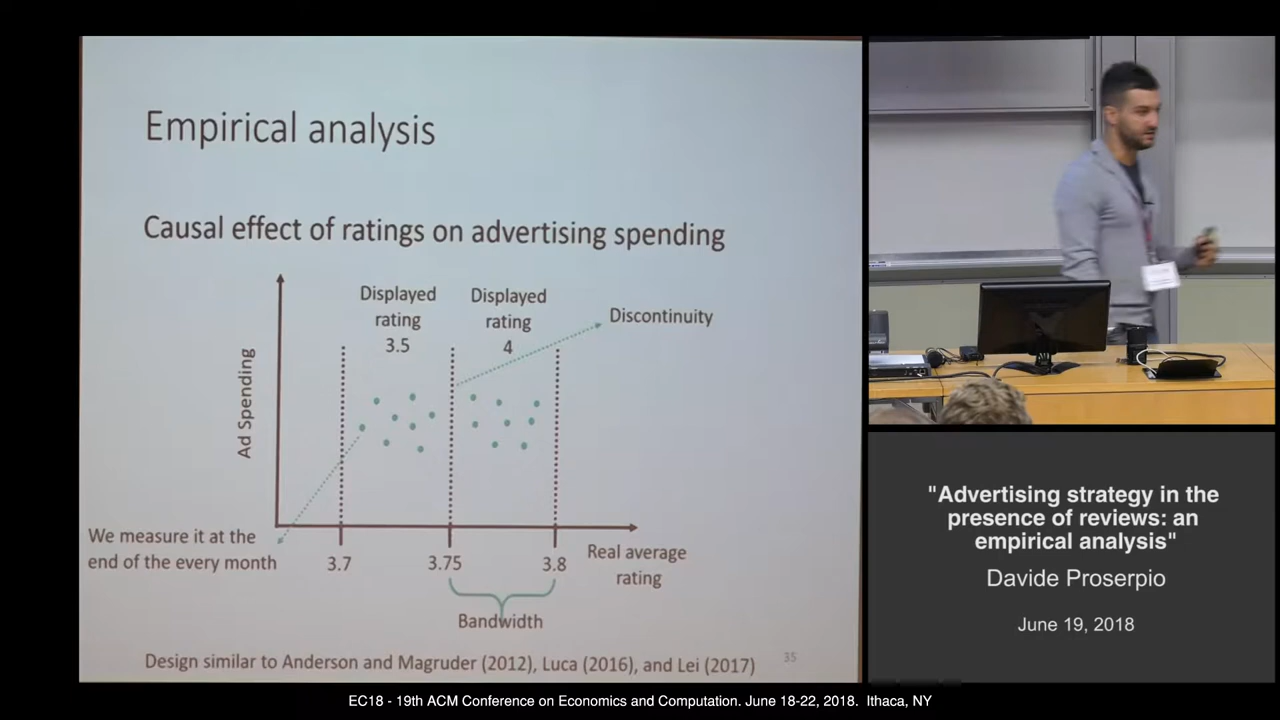 Empirical analysis
Causal effect of ratings on advertising spending
Displayed
rating
3.5
Displayed
rating
4
Discontinuity
Ad Spending
We measure it at the
end of the every month
3.7
3.75
3.8
Real average
rating
Bandwidth
Design similar to Anderson and Magruder (2012), Luca (2016), and Lei (2017)
35
"Advertising strategy in the
presence of reviews: an
empirical analysis"
Davide Proserpio
June 19, 2018
EC18 - 19th ACM Conference on Economics and Computation. June 18-22, 2018. Ithaca, NY